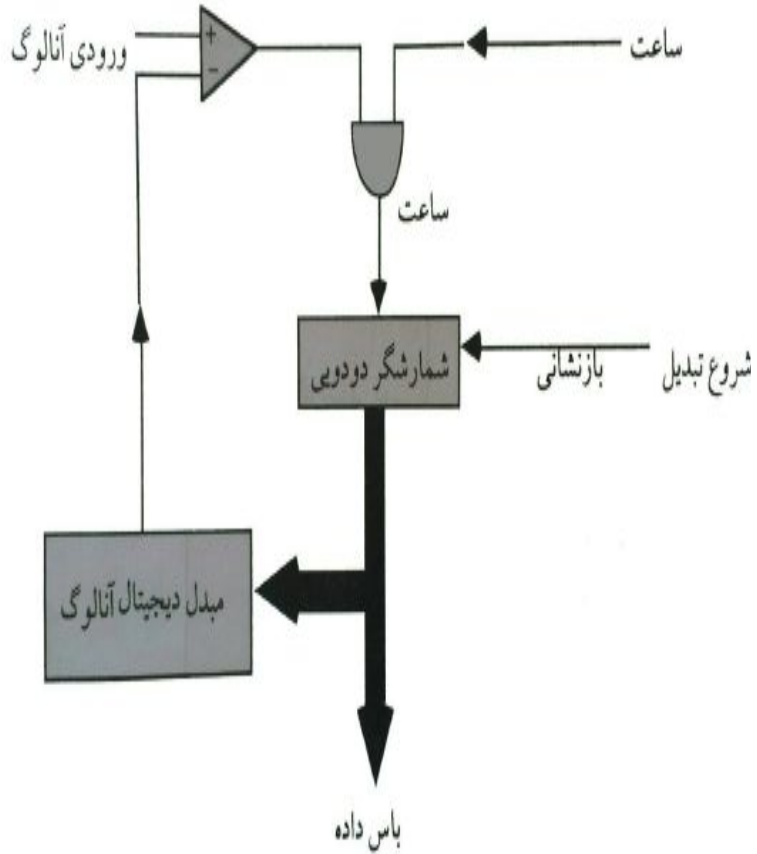 ورودی آنالوگ
+
−
ساعت
ساعت
شمارشگر دودویی
بازنشانی
شروع تبدیل
مبدل دیجیتال آنالوگ
باس داده